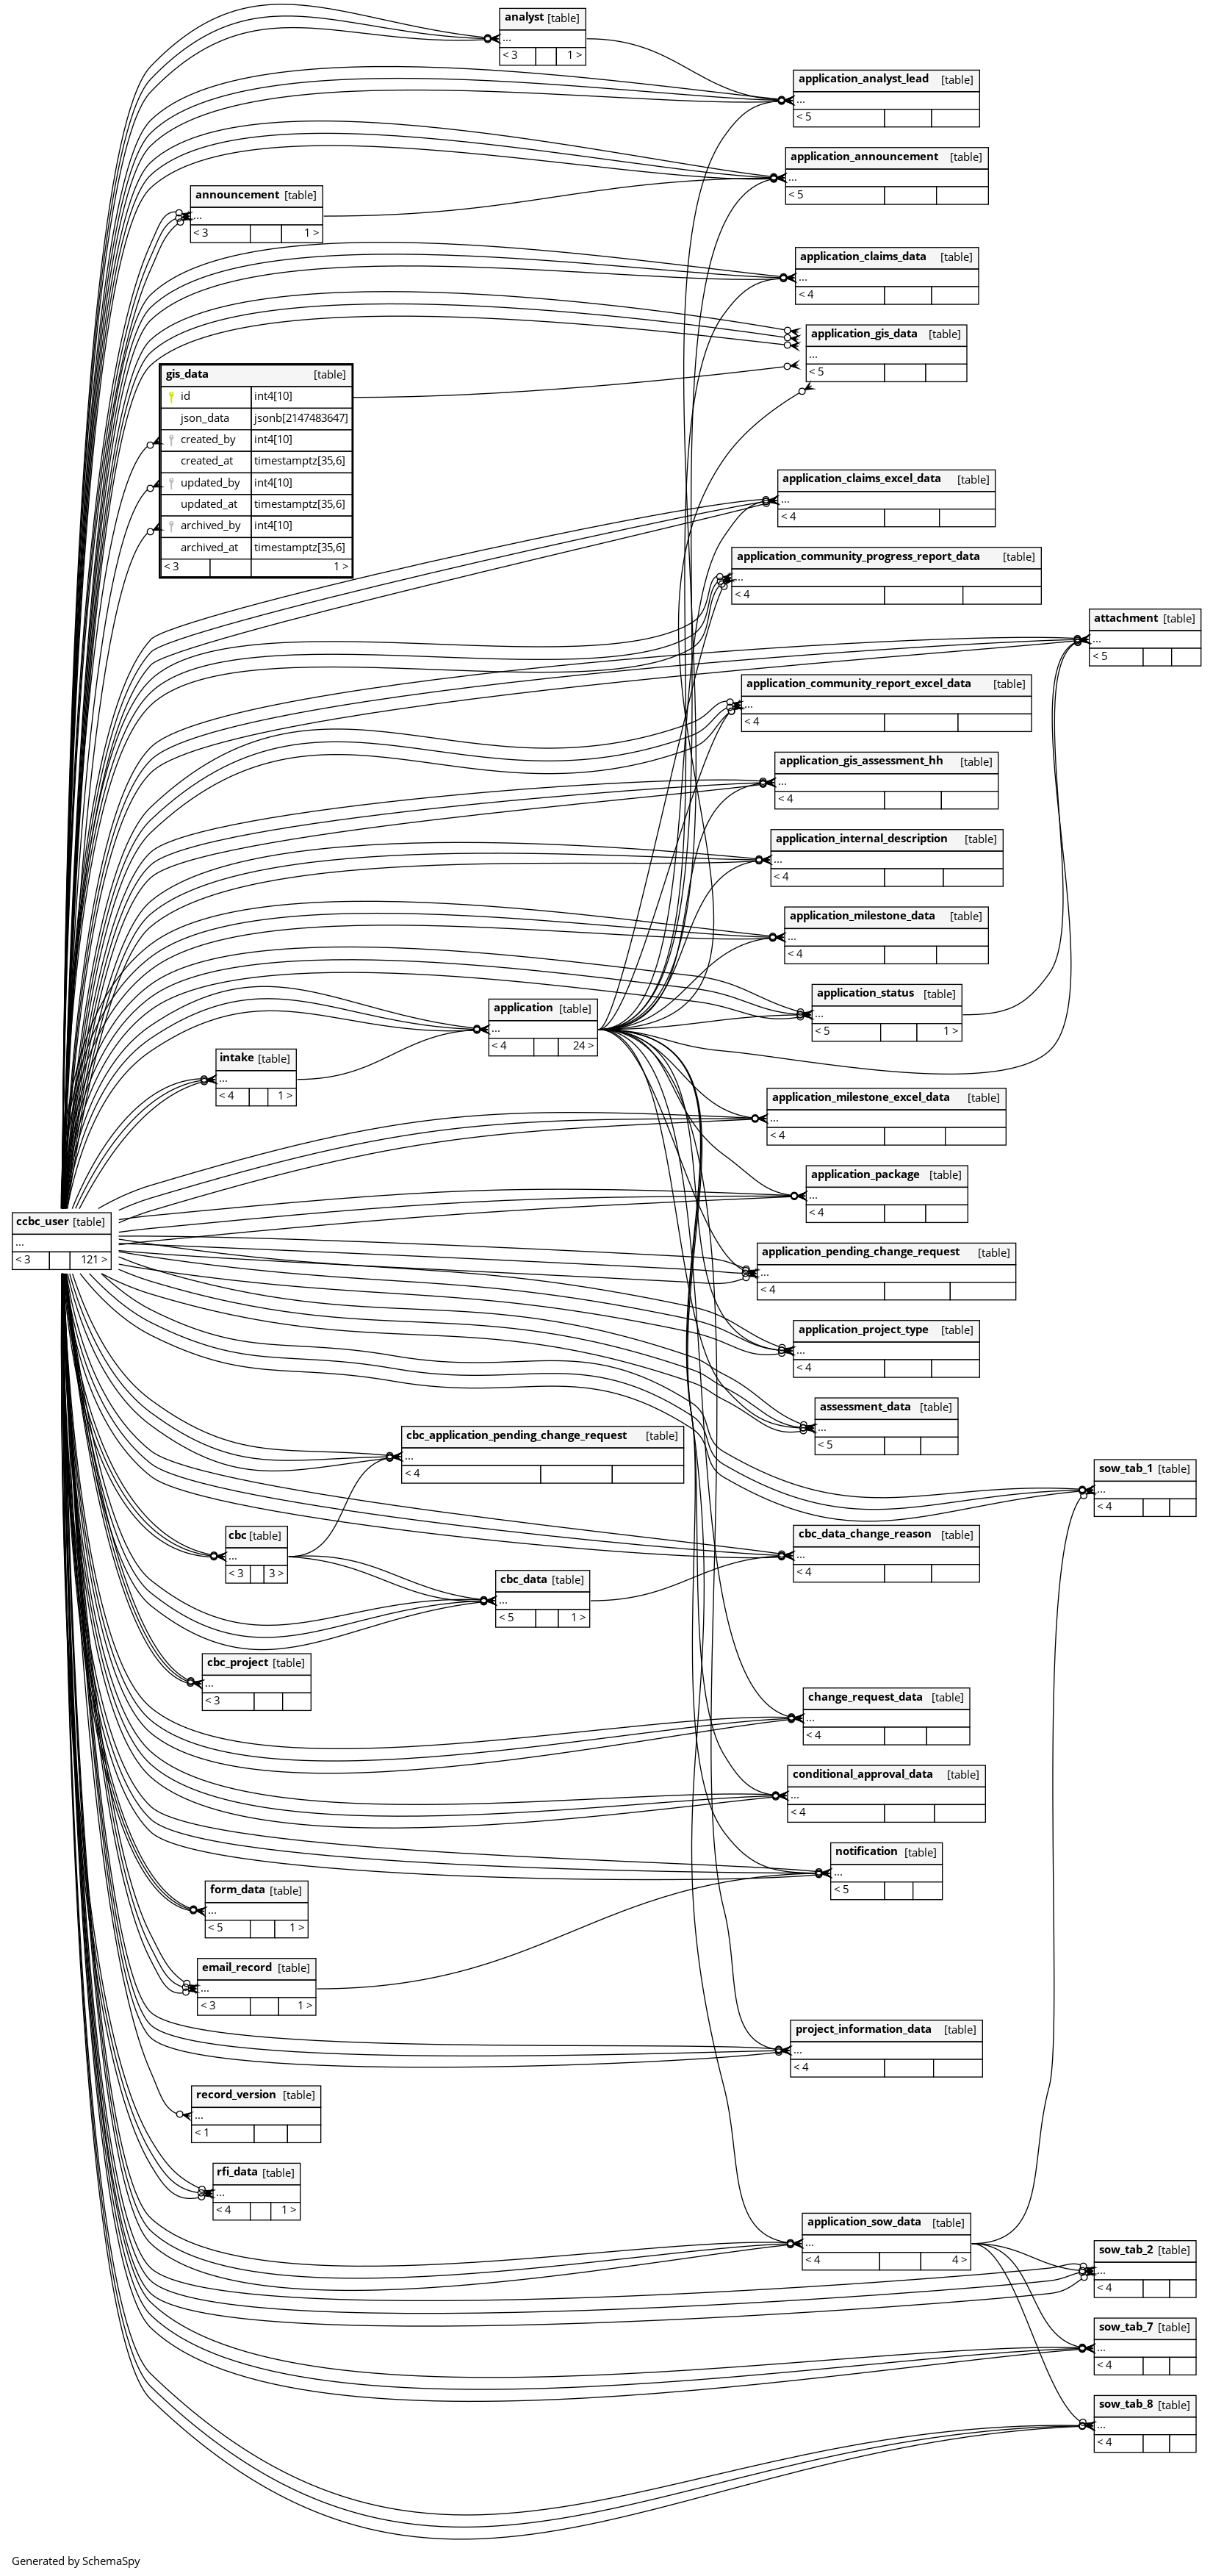 analyst [table]
...
< 3 1 >
application_analyst_lead [table]
...
< 5
application_announcement [table]
...
< 5
announcement [table]
...
< 3 1 >
application_claims_data [table]
...
< 4
application_gis_data [table]
...
< 5
gis_data [table]
id int4[10]
json_data jsonb[2147483647]
created_by int4[10]
created_at timestamptz[35,6]
updated_by int4[10]
updated_at timestamptz[35,6]
archived_by int4[10]
archived_at timestamptz[35,6]
< 3 1 >
application_claims_excel_data [table]
...
< 4
application_community_progress_report_data [table]
...
< 4
attachment [table]
...
< 5
application_community_report_excel_data [table]
...
< 4
application_gis_assessment_hh [table]
...
< 4
application_internal_description [table]
...
< 4
application_milestone_data [table]
...
< 4
application_status [table]
...
< 5 1 >
application [table]
...
< 4 24 >
intake [table]
...
< 4 1 >
application_milestone_excel_data [table]
...
< 4
application_package [table]
...
< 4
ccbc_user [table]
...
< 3 121 >
application_pending_change_request [table]
...
< 4
application_project_type [table]
...
< 4
assessment_data [table]
...
< 5
cbc_application_pending_change_request [table]
...
< 4
sow_tab_1 [table]
...
< 4
cbc [table]
...
< 3 3 >
cbc_data_change_reason [table]
...
< 4
cbc_data [table]
...
< 5 1 >
cbc_project [table]
...
< 3
change_request_data [table]
...
< 4
conditional_approval_data [table]
...
< 4
notification [table]
...
< 5
form_data [table]
...
< 5 1 >
email_record [table]
...
< 3 1 >
project_information_data [table]
...
< 4
record_version [table]
...
< 1
rfi_data [table]
...
< 4 1 >
application_sow_data [table]
...
< 4 4 >
sow_tab_2 [table]
...
< 4
sow_tab_7 [table]
...
< 4
sow_tab_8 [table]
...
< 4
Generated by SchemaSpy